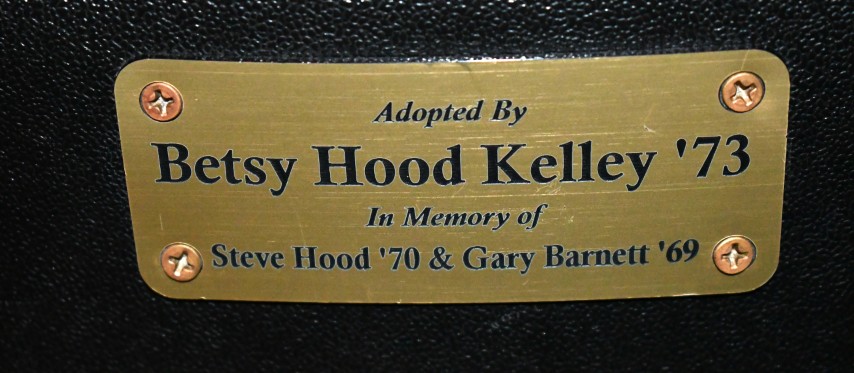 Adopted By
Betsy Hood Kelley '73
In Memory of
Steve Hood '70 & Gary Barnett '69